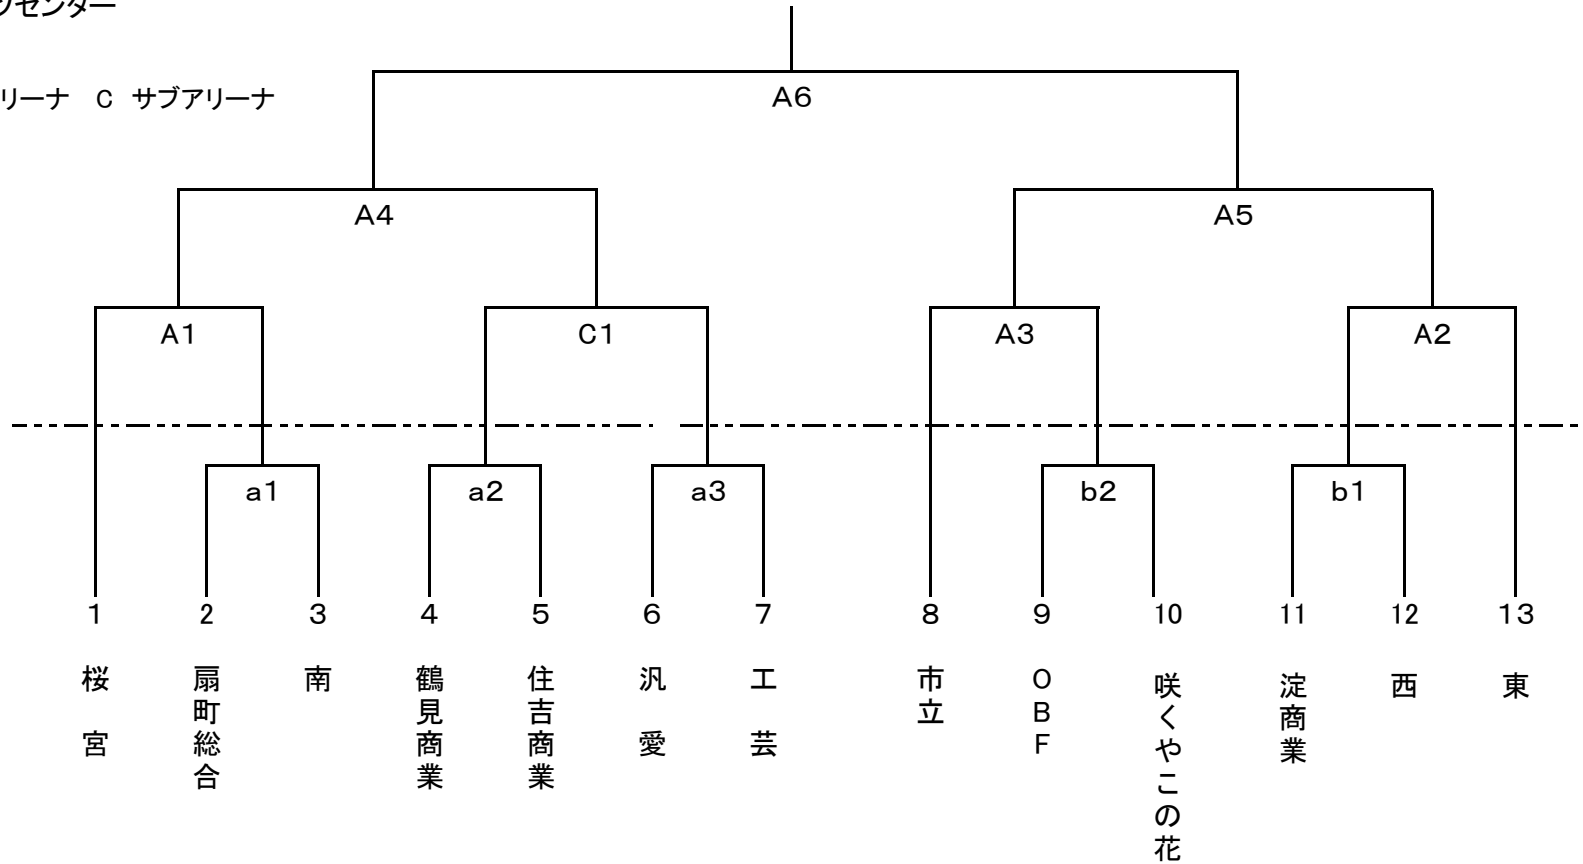 ツセンター
A6
リーナ　C　サブアリーナ
A4
A5
A1
C1
A3
A2
a1
a2
a3
b2
b1
1
2
3
4
5
6
7
8
9
10
11
12
13
桜宮
扇町総合
南
鶴見商業
住吉商業
汎愛
工芸
市立
OBF
咲くやこの花
淀商業
西
東